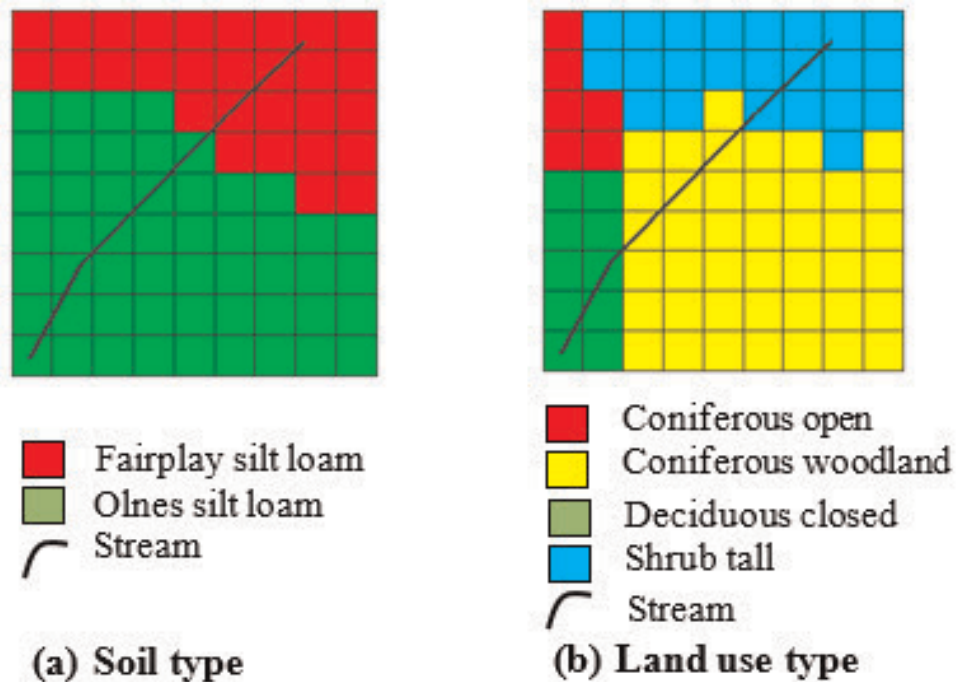 Fairplay silt loam
Olnes silt loam
Stream
(a) Soil type
Coniferous open
Coniferous woodland
Deciduous closed
Shrub tall
Stream
(b) Land use type